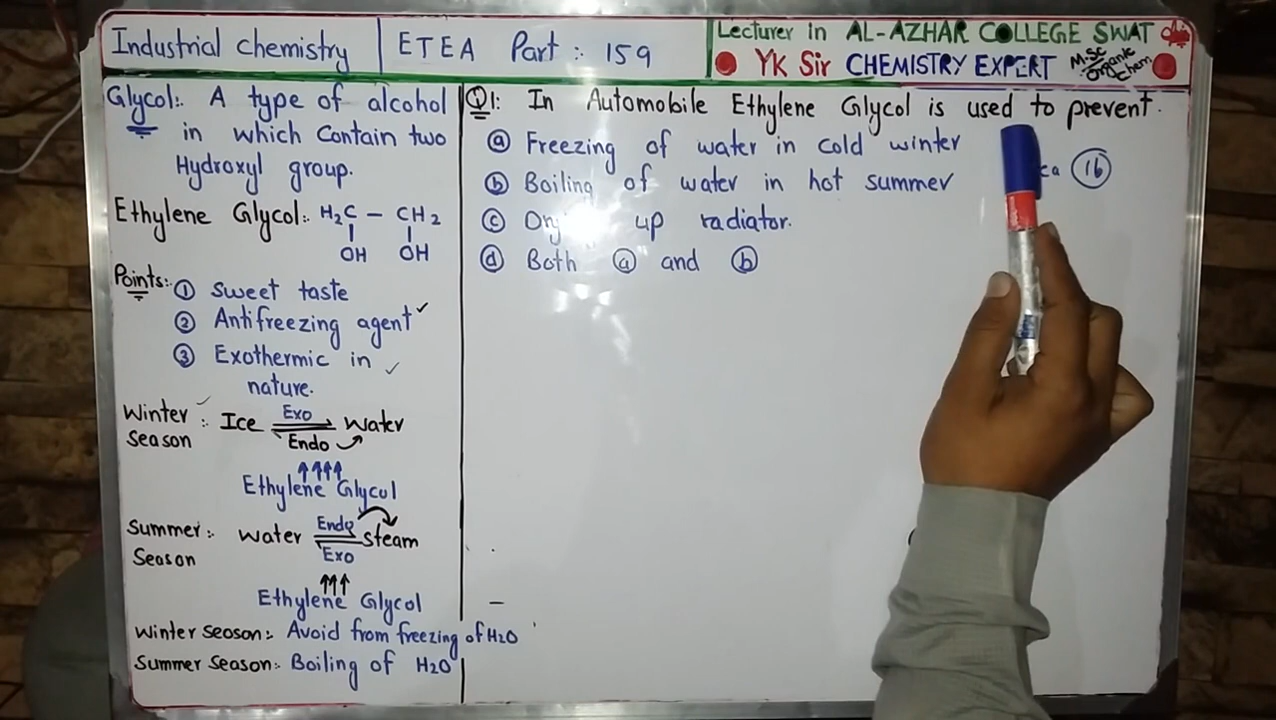 Industrial chemistry
ETEA Part : 159
Lecturer in AL-AZHAR COLLEGE SWAT
YK Sir CHEMISTRY EXPERT
M.Sc
Organic
Chem
Glycol:. A type of alcohol
in which contain two
Hydroxyl group.
Ethylene Glycol:. H2C – CH2
OH OH
Points:
① Sweet taste
② Antifreezing agent ✓
③ Exothermic in ✓
nature.
Winter ✓ : Ice Exo Water
Season Endo
↑↑↑↑
Ethylene Glycol
Summer:. water Endo steam
Season Exo
↑↑↑
Ethylene Glycol
Winter season:. Avoid from freezing of H2O
Summer season:. Boiling of H2O
Q1: In Automobile Ethylene Glycol is used to prevent.
ⓐ Freezing of water in cold winter
ⓑ Boiling of water in hot summer
ⓒ up radiator.
ⓓ Both ⓐ and ⓑ
16